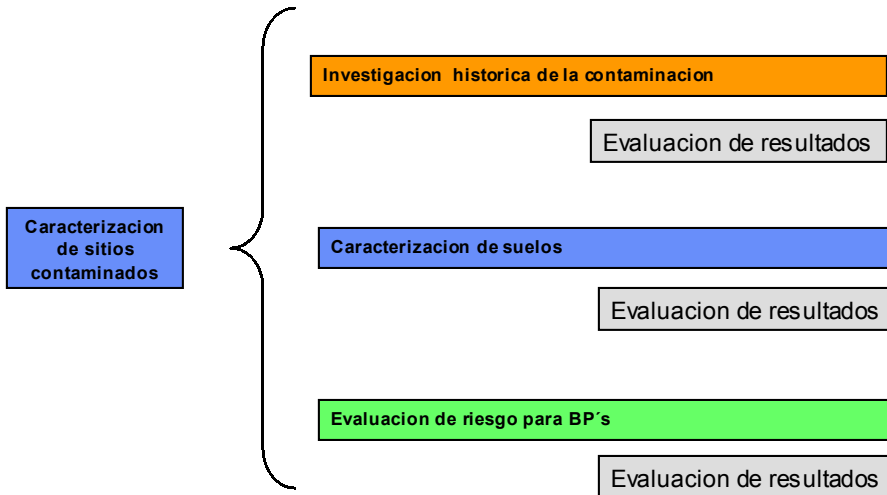 Investigacion historica de la contaminacion
Evaluacion de resultados
Caracterizacion
de sitios
contaminados
Caracterizacion de suelos
Evaluacion de resultados
Evaluacion de riesgo para BP´s
Evaluacion de resultados